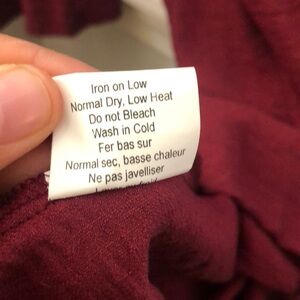 Iron on Low
Normal Dry, Low Heat
Do not Bleach
Wash in Cold
Fer bas sur
Normal sec, basse chaleur
Ne pas javelliser